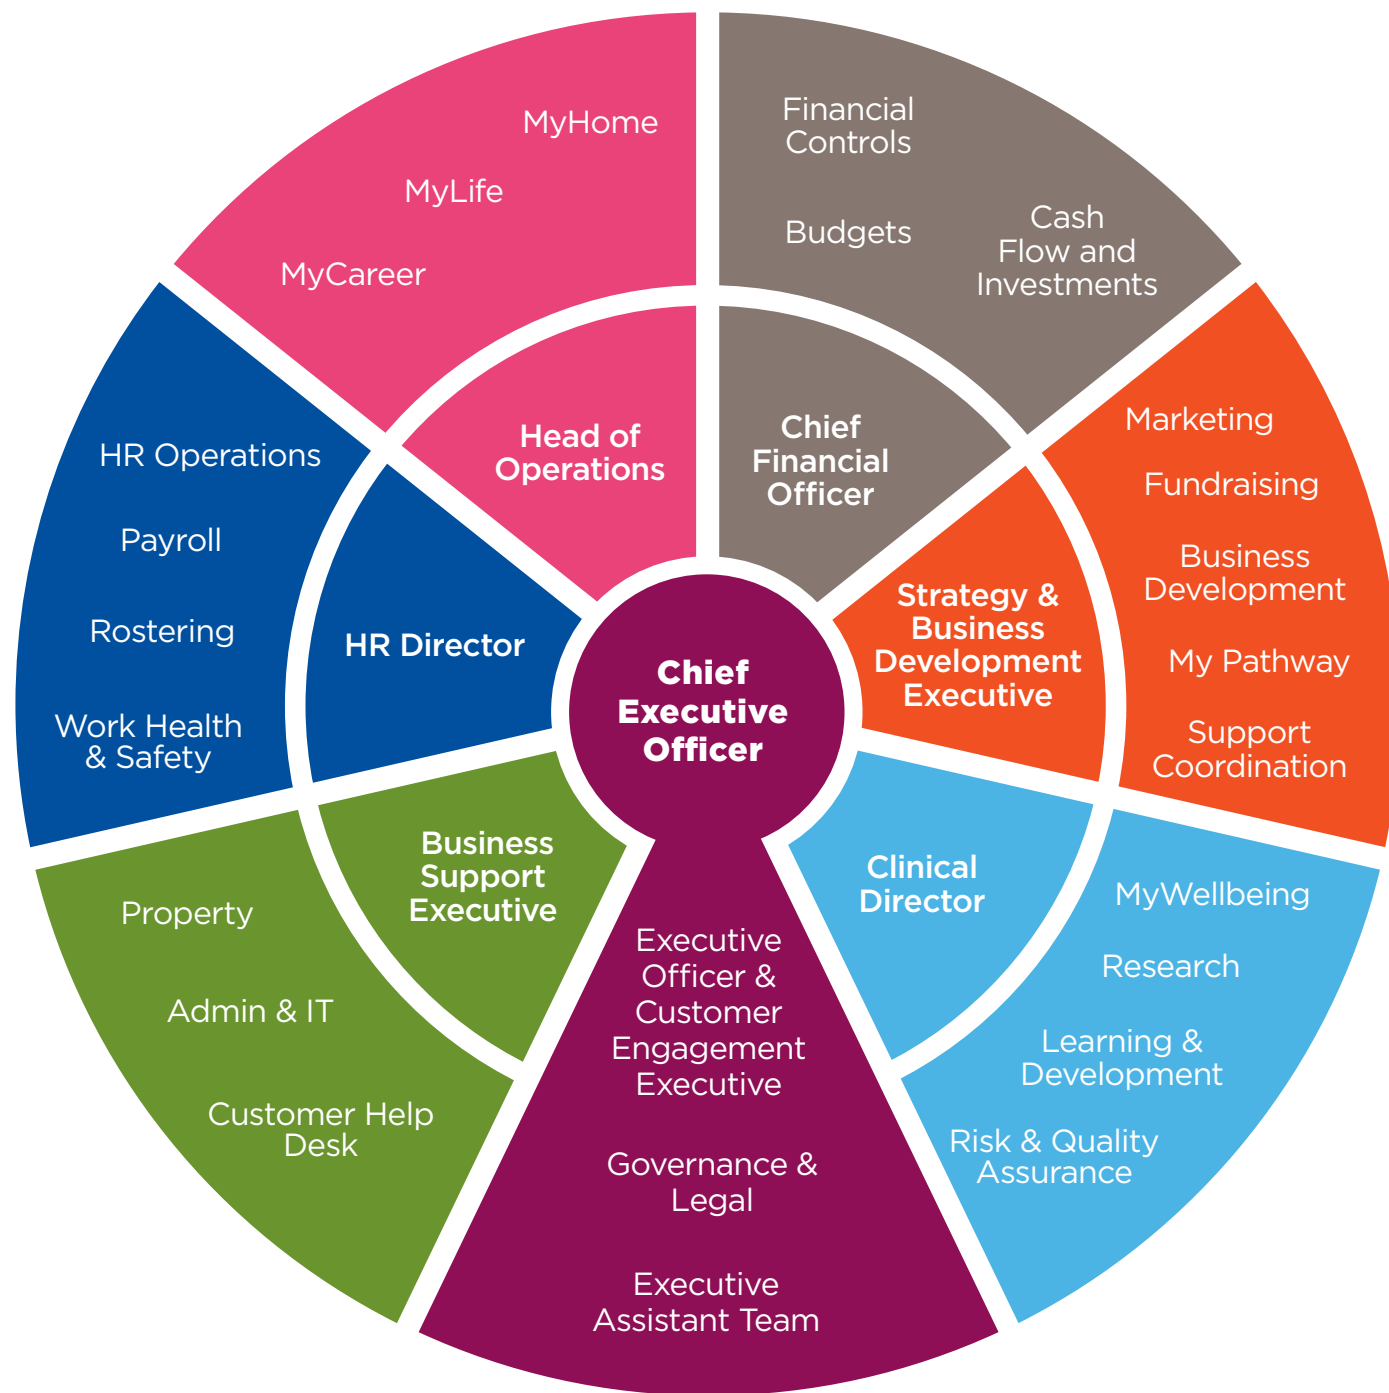 Chief
Executive
Officer
Executive
Officer &
Customer
Engagement
Executive
Governance &
Legal
Executive
Assistant Team
Head of
Operations
MyHome
MyLife
MyCareer
Chief
Financial
Officer
Financial
Controls
Budgets
Cash
Flow and
Investments
Strategy &
Business
Development
Executive
Marketing
Fundraising
Business
Development
My Pathway
Support
Coordination
Clinical
Director
MyWellbeing
Research
Learning &
Development
Risk & Quality
Assurance
Business
Support
Executive
Property
Admin & IT
Customer Help
Desk
HR Director
HR Operations
Payroll
Rostering
Work Health
& Safety